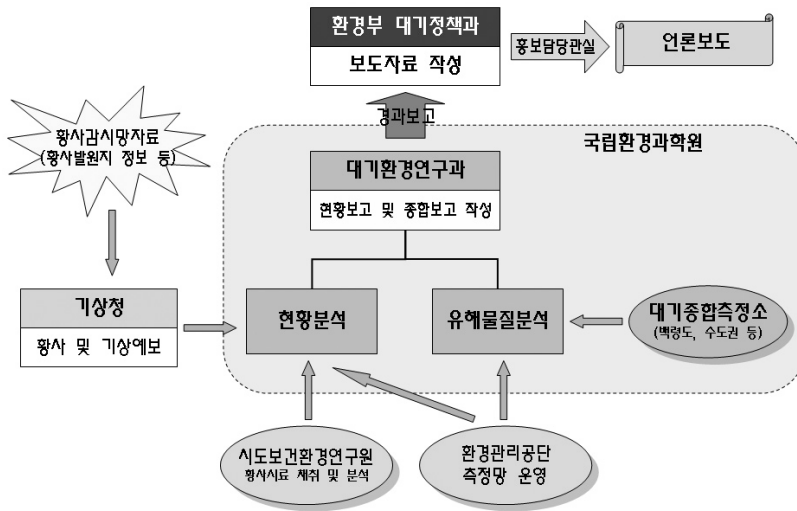 환경부 대기정책과
보도자료 작성
홍보담당관실
언론보도
경과보고
황사감시망자료
(황사발원지 정보 등)
국립환경과학원
대기환경연구과
현황보고 및 종합보고 작성
기상청
황사 및 기상예보
현황분석
유해물질분석
대기종합측정소
(백령도, 수도권 등)
시도보건환경연구원
황사시료 채취 및 분석
환경관리공단
측정망 운영